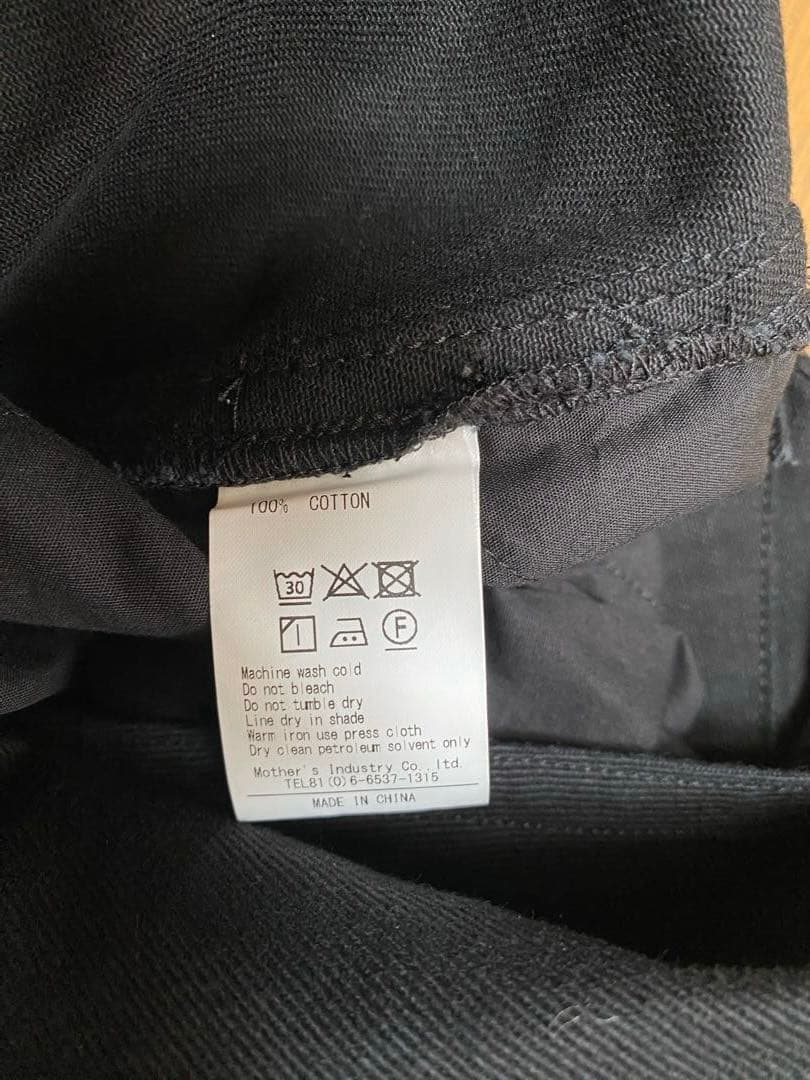 100% COTTON
30
F
Machine wash cold
Do not bleach
Do not tumble dry
Line dry in shade
Warm iron use press cloth
Dry clean petroleum solvent only
Mother's Industry Co., ltd.
TEL81(0)6-6537-1315
MADE IN CHINA